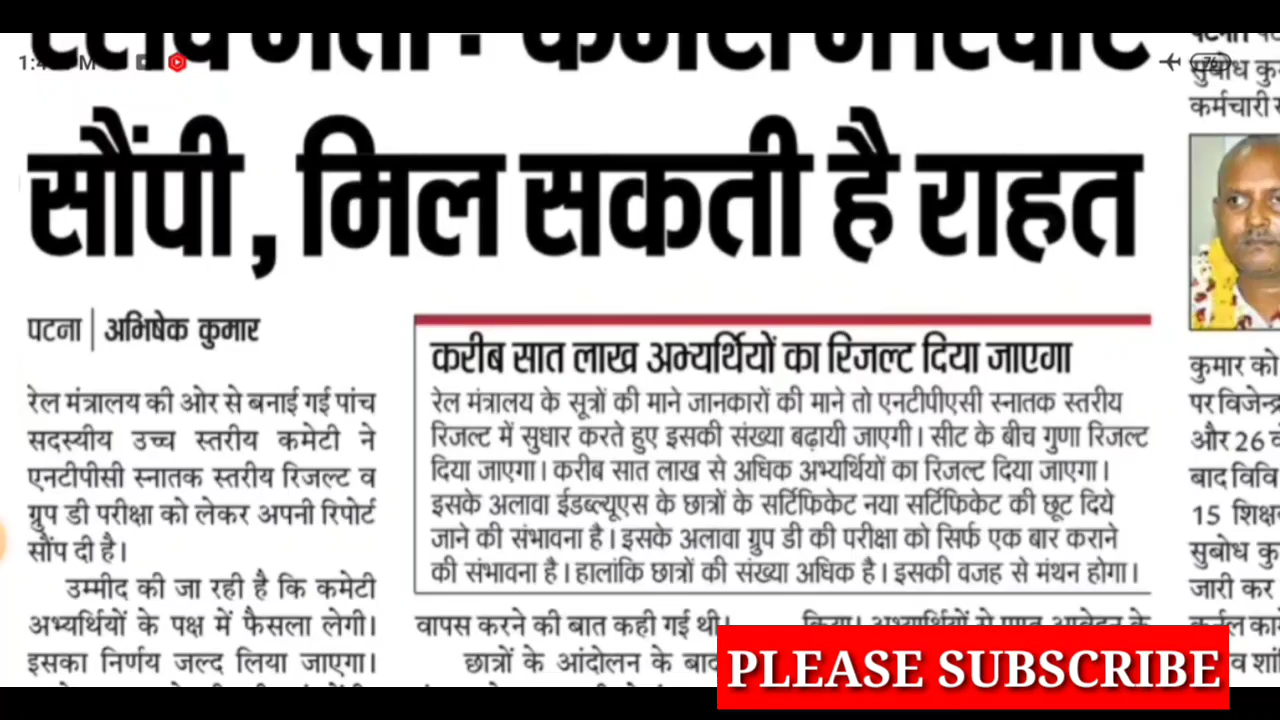 सौंपी, मिल सकती है राहत
पटना | अभिषेक कुमार
रेल मंत्रालय की ओर से बनाई गई पांच
सदस्यीय उच्च स्तरीय कमेटी ने
एनटीपीसी स्नातक स्तरीय रिजल्ट व
ग्रुप डी परीक्षा को लेकर अपनी रिपोर्ट
सौंप दी है।
उम्मीद की जा रही है कि कमेटी
अभ्यर्थियों के पक्ष में फैसला लेगी।
इसका निर्णय जल्द लिया जाएगा।
करीब सात लाख अभ्यर्थियों का रिजल्ट दिया जाएगा
रेल मंत्रालय के सूत्रों की माने जानकारों की माने तो एनटीपीएसी स्नातक स्तरीय
रिजल्ट में सुधार करते हुए इसकी संख्या बढ़ायी जाएगी। सीट के बीच गुणा रिजल्ट
दिया जाएगा। करीब सात लाख से अधिक अभ्यर्थियों का रिजल्ट दिया जाएगा।
इसके अलावा ईडब्ल्यूएस के छात्रों के सर्टिफिकेट नया सर्टिफिकेट की छूट दिये
जाने की संभावना है। इसके अलावा ग्रुप डी की परीक्षा को सिर्फ एक बार कराने
की संभावना है। हालांकि छात्रों की संख्या अधिक है। इसकी वजह से मंथन होगा।
वापस करने की बात कही गई थी।
छात्रों के आंदोलन के बाद
सुबोध
कर्मचारी
कुमार को
पर
और 26
बाद
15
सुबोध
जारी कर
76
PLEASE SUBSCRIBE